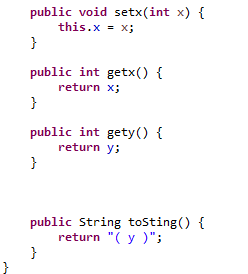 public void setx(int x) {
this.x = x;
}
public int getx() {
return x;
}
public int gety() {
return y;
}
public String toSting() {
return "( y )";
}
}